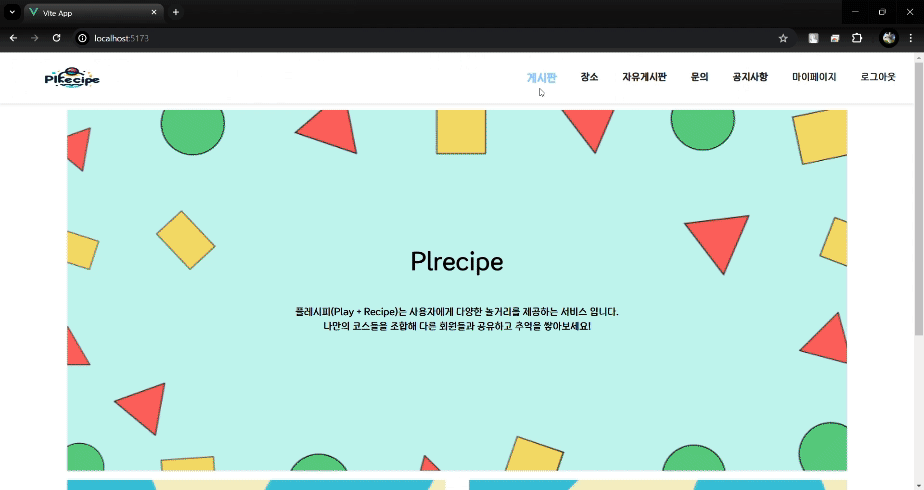 Vite App
localhost:5173
Plrecipe
게시판 장소 자유게시판 문의 공지사항 마이페이지 로그아웃
Plrecipe
플레시피(Play + Recipe)는 사용자에게 다양한 놀거리를 제공하는 서비스 입니다.
나만의 코스들을 조합해 다른 회원들과 공유하고 추억을 쌓아보세요!